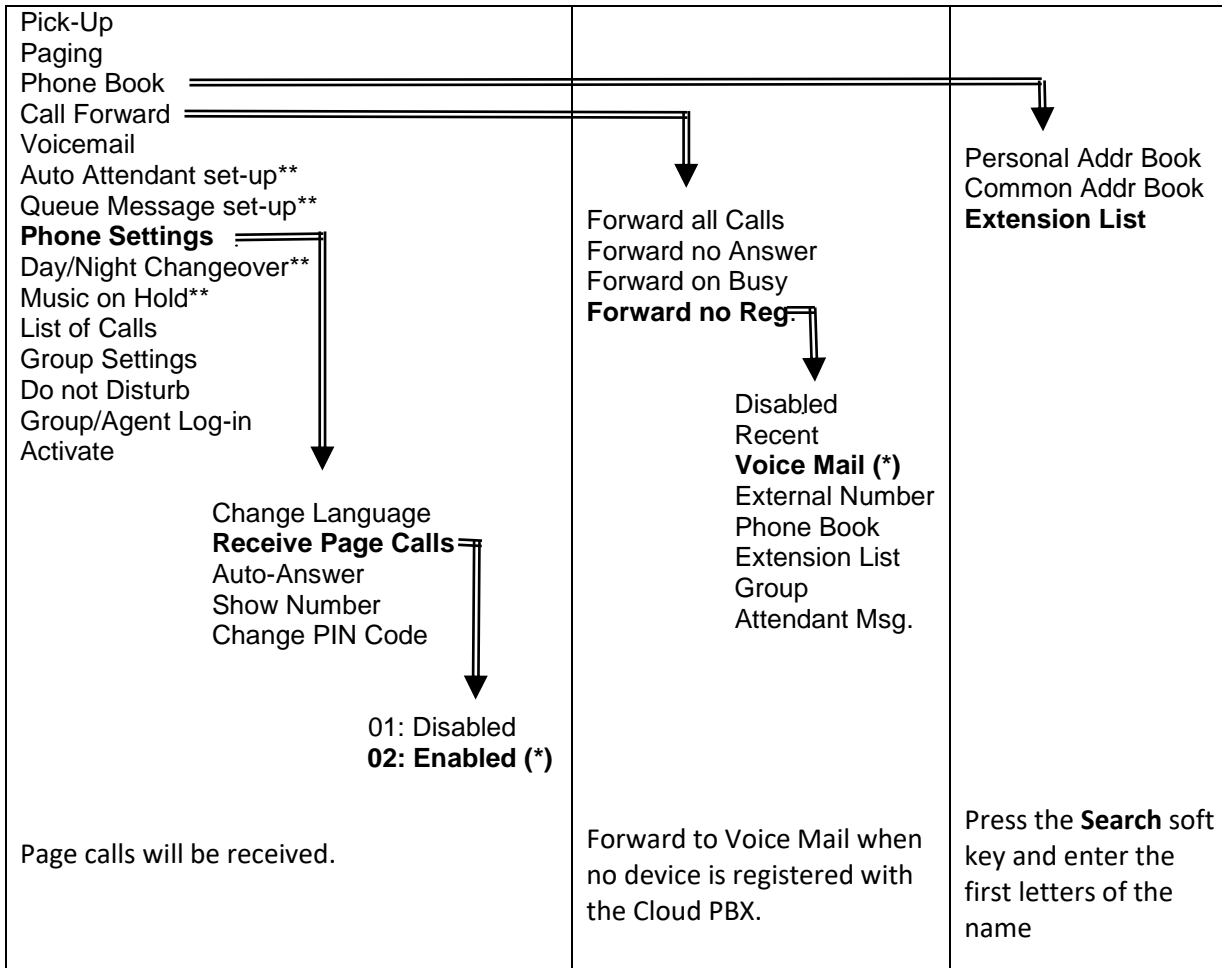 Pick-Up
Paging
Phone Book
Call Forward
Voicemail
Auto Attendant set-up**
Queue Message set-up**
Phone Settings
Day/Night Changeover**
Music on Hold**
List of Calls
Group Settings
Do not Disturb
Group/Agent Log-in
Activate
Change Language
Receive Page Calls
Auto-Answer
Show Number
Change PIN Code
01: Disabled
02: Enabled (*)
Page calls will be received.
Forward all Calls
Forward no Answer
Forward on Busy
Forward no Reg.
Disabled
Recent
Voice Mail (*)
External Number
Phone Book
Extension List
Group
Attendant Msg.
Forward to Voice Mail when
no device is registered with
the Cloud PBX.
Personal Addr Book
Common Addr Book
Extension List
Press the Search soft
key and enter the
first letters of the
name